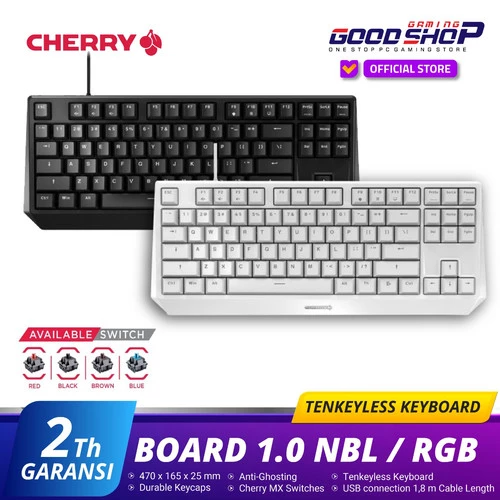 CHERRY
GAMING
GOODSHOP
ONE STOP PC GAMING STORE
OFFICIAL STORE
AVAILABLE SWITCH
RED
BLACK
BROWN
BLUE
TENKEYLESS KEYBOARD
2Th
GARANSI
BOARD 1.0 NBL / RGB
• 470 x 165 x 25 mm
• Anti-Ghosting
• Tenkeyless Keyboard
• Durable Keycaps
• Cherry MX Switches
• USB connection 1,8 m Cable Length